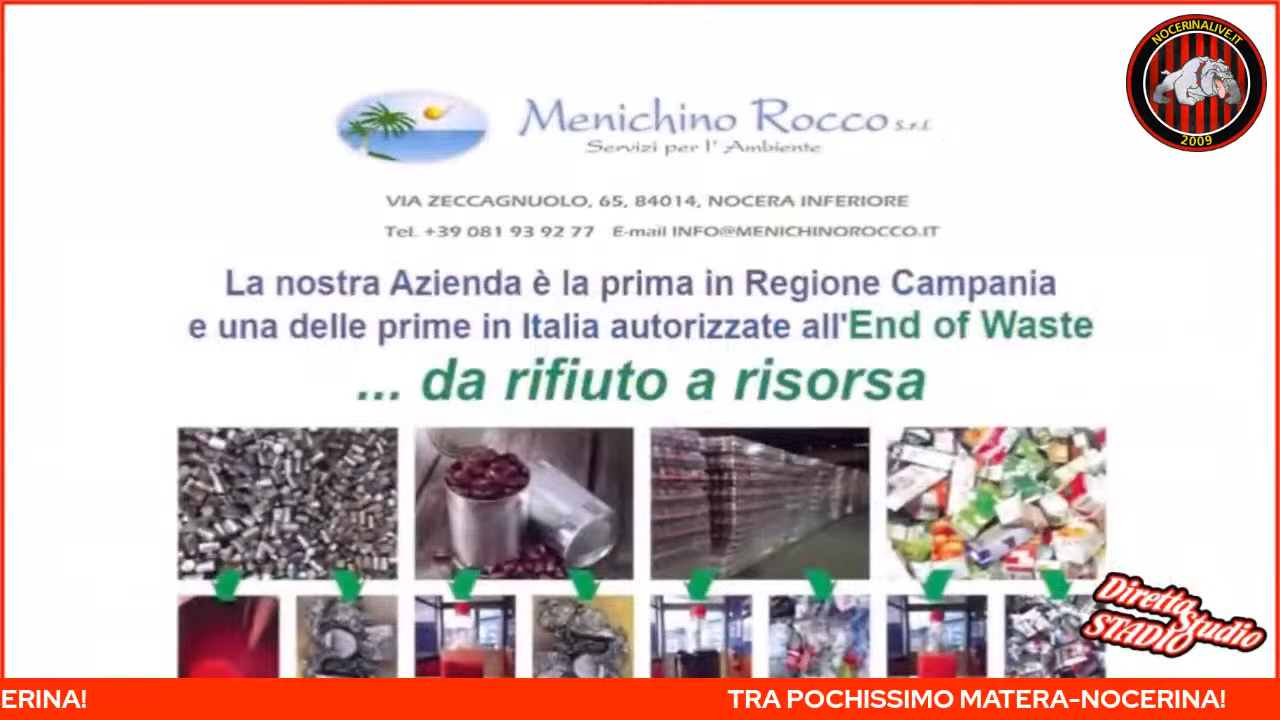 NOCERINALIVE.IT
2009
Menichino Rocco S.r.l.
Servizi per l' Ambiente
VIA ZECCAGNUOLO, 65, 84014, NOCERA INFERIORE
Tel. +39 081 93 92 77 E-mail INFO@MENICHINOROCCO.IT
La nostra Azienda è la prima in Regione Campania
e una delle prime in Italia autorizzate all'End of Waste
... da rifiuto a risorsa
Diretta Studio
STADIO
ERINA! TRA POCHISSIMO MATERA-NOCERINA!